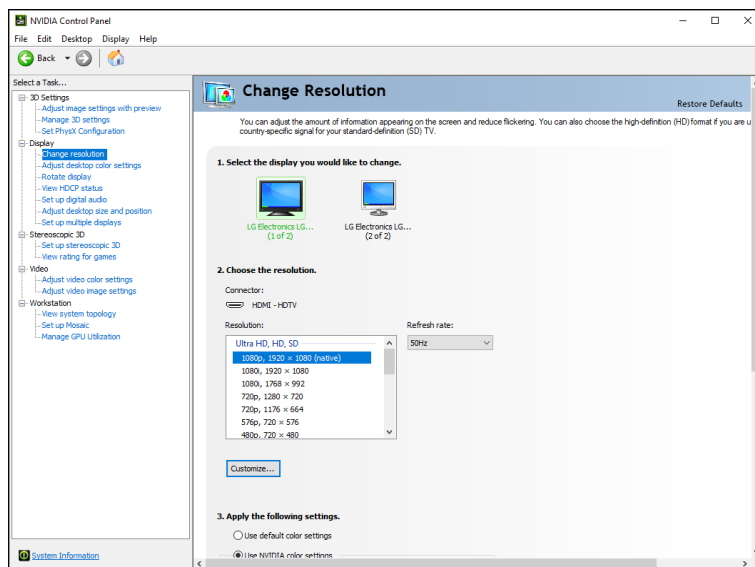 NVIDIA Control Panel
File Edit Desktop Display Help
Back
Select a Task...
3D Settings
Adjust image settings with preview
Manage 3D settings
Set PhysX Configuration
Display
Change resolution
Adjust desktop color settings
Rotate display
View HDCP status
Set up digital audio
Adjust desktop size and position
Set up multiple displays
Stereoscopic 3D
Set up stereoscopic 3D
View rating for games
Video
Adjust video color settings
Adjust video image settings
Workstation
View system topology
Set up Mosaic
Manage GPU Utilization
System Information
Change Resolution
Restore Defaults
You can adjust the amount of information appearing on the screen and reduce flickering. You can also choose the high-definition (HD) format if you are u
country-specific signal for your standard-definition (SD) TV.
1. Select the display you would like to change.
LG Electronics LG...
(1 of 2)
LG Electronics LG...
(2 of 2)
2. Choose the resolution.
Connector:
HDMI - HDTV
Resolution:
Refresh rate:
Ultra HD, HD, SD
50Hz
1080p, 1920 × 1080 (native)
1080i, 1920 × 1080
1080i, 1768 × 992
720p, 1280 × 720
720p, 1176 × 664
576p, 720 × 576
480p, 720 × 480
Customize...
3. Apply the following settings.
Use default color settings
Use NVIDIA color settings